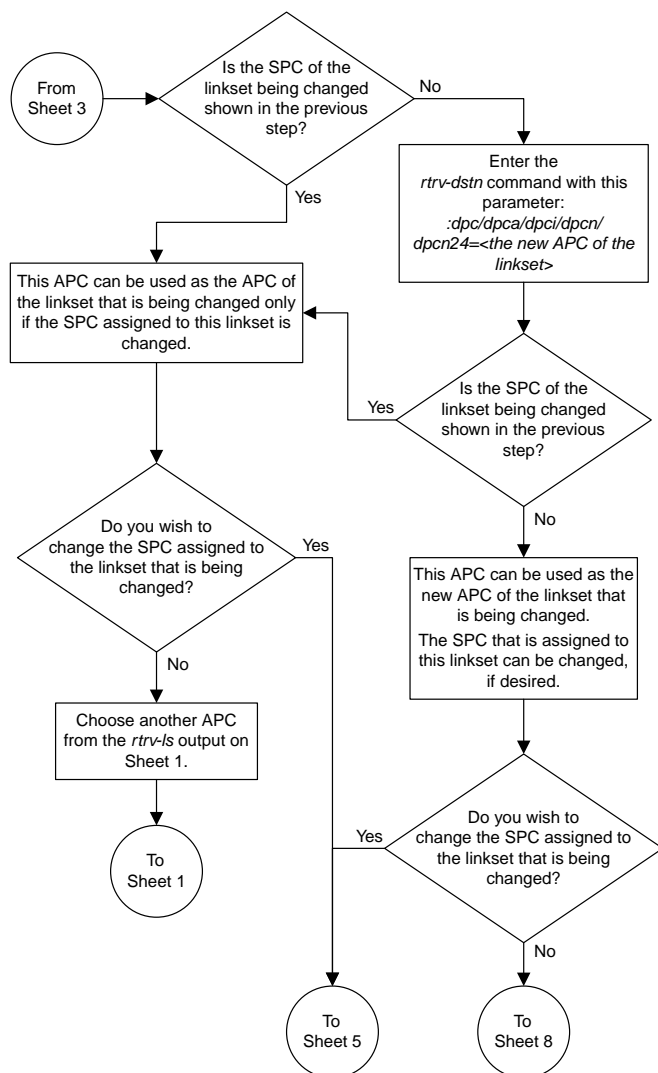 From
Sheet 3
Is the SPC of the
linkset being changed
shown in the previous
step?
No
Yes
Enter the
rtrv-dstn command with this
parameter:
:dpc/dpca/dpci/dpcn/
dpcn24=<the new APC of the
linkset>
This APC can be used as the APC of
the linkset that is being changed only
if the SPC assigned to this linkset is
changed.
Is the SPC of the
linkset being changed
shown in the previous
step?
Yes
No
Do you wish to
change the SPC assigned to
the linkset that is being
changed?
Yes
No
This APC can be used as the
new APC of the linkset that
is being changed.
The SPC that is assigned to
this linkset can be changed,
if desired.
Choose another APC
from the rtrv-ls output on
Sheet 1.
To
Sheet 1
Do you wish to
change the SPC assigned to
the linkset that is being
changed?
Yes
No
To
Sheet 5
To
Sheet 8